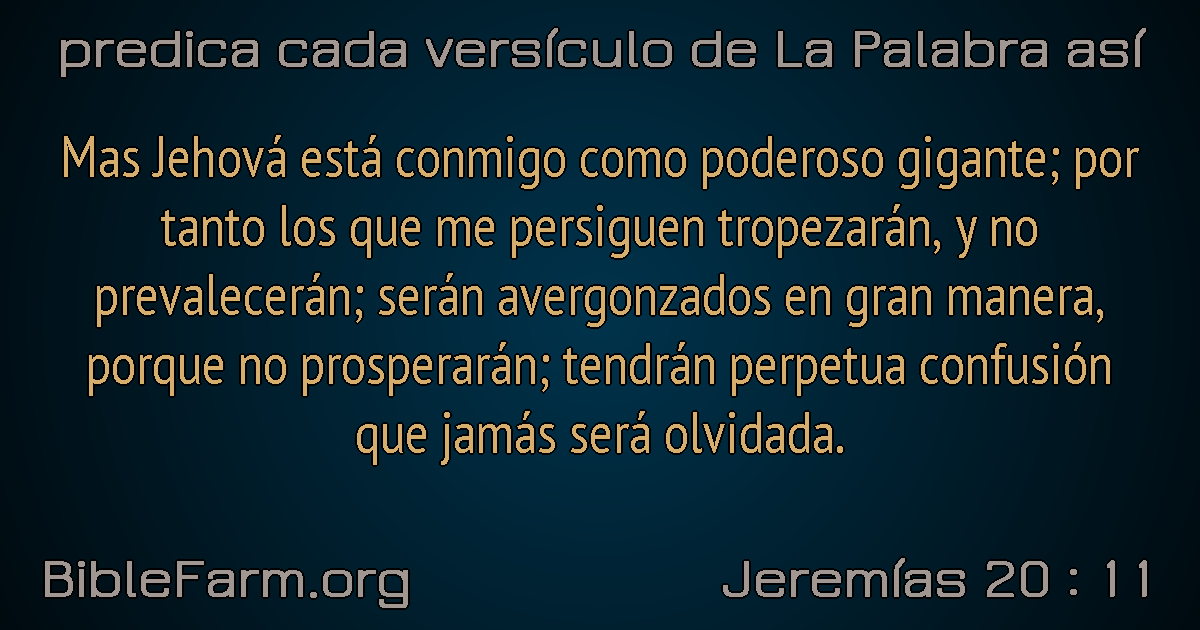 predica cada versículo de La Palabra así
Mas Jehová está conmigo como poderoso gigante; por
tanto los que me persiguen tropezarán, y no
prevalecerán; serán avergonzados en gran manera,
porque no prosperarán; tendrán perpetua confusión
que jamás será olvidada.
BibleFarm.org
Jeremías 20 : 11